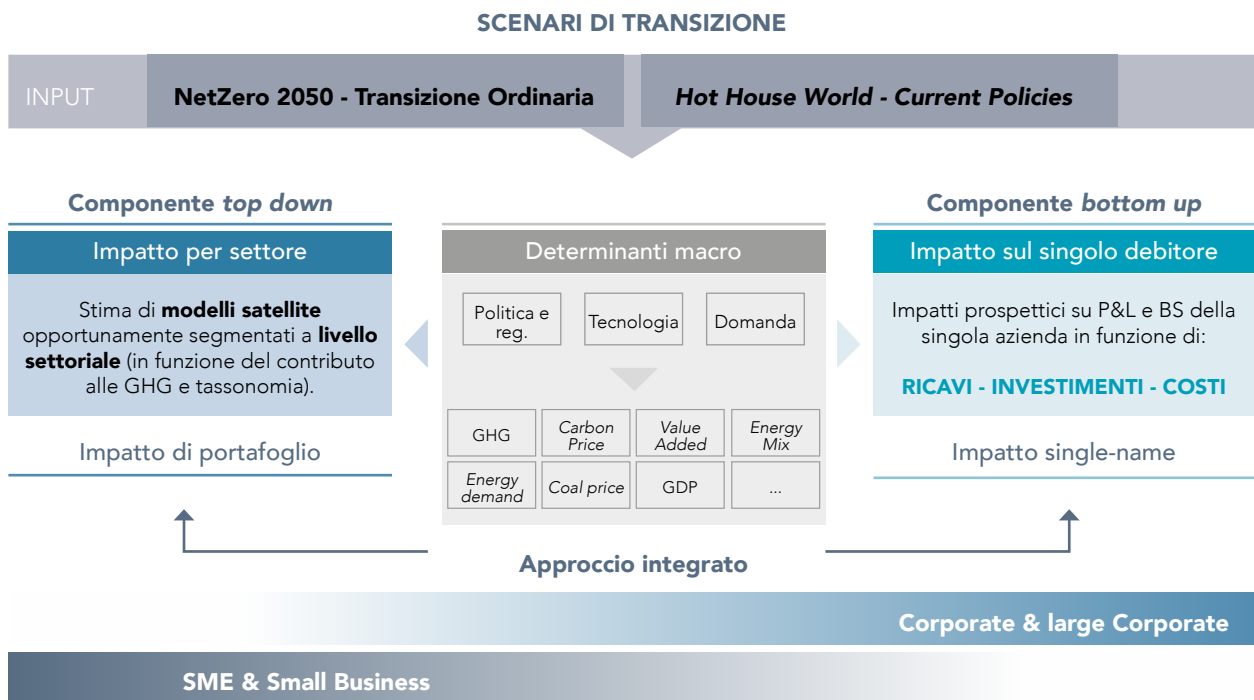 SCENARI DI TRANSIZIONE
INPUT
NetZero 2050 - Transizione Ordinaria
Hot House World - Current Policies
Componente top down
Impatto per settore
Stima di modelli satellite
opportunamente segmentati a livello
settoriale (in funzione del contributo
alle GHG e tassonomia).
Impatto di portafoglio
Determinanti macro
Politica e
reg.
Tecnologia
Domanda
GHG
Carbon
Price
Value
Added
Energy
Mix
Energy
demand
Coal price
GDP
...
Componente bottom up
Impatto sul singolo debitore
Impatti prospettici su P&L e BS della
singola azienda in funzione di:
RICAVI - INVESTIMENTI - COSTI
Impatto single-name
Approccio integrato
Corporate & large Corporate
SME & Small Business